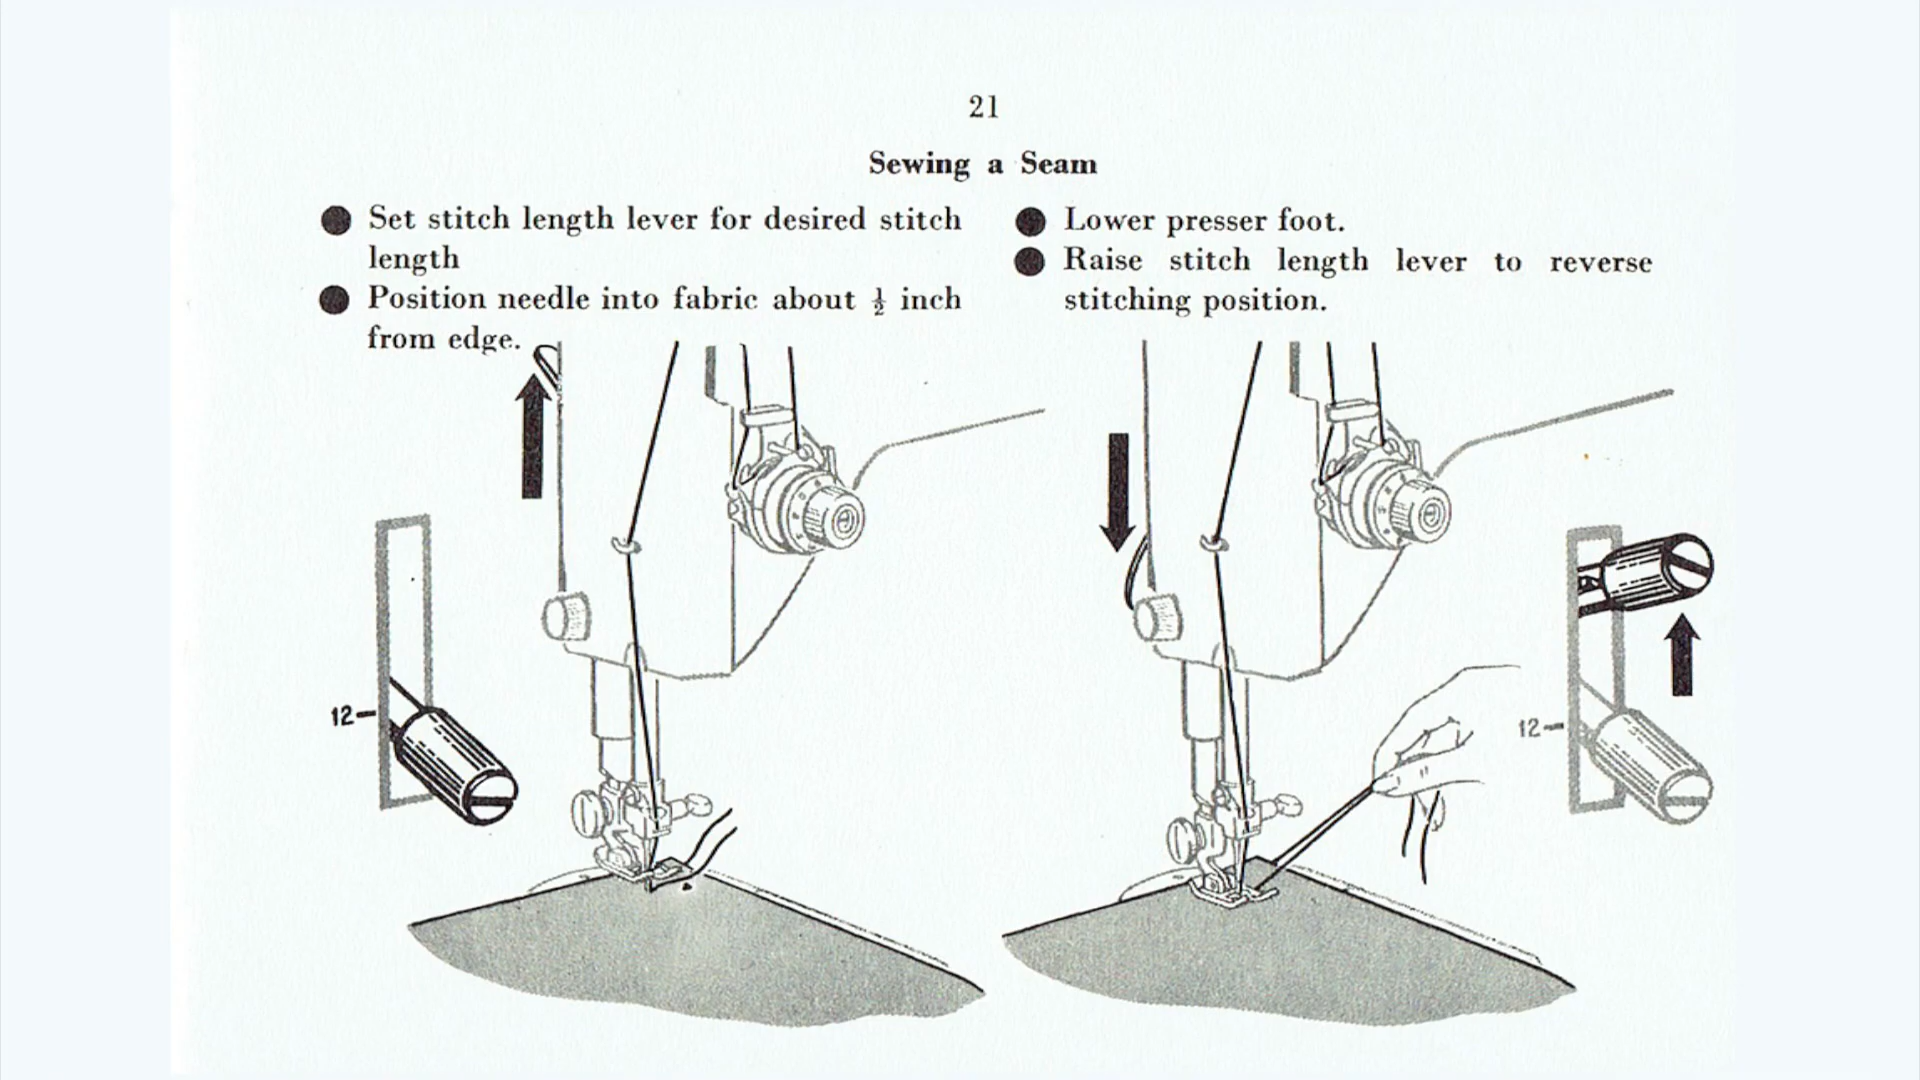 21
Sewing a Seam
● Set stitch length lever for desired stitch
length
● Position needle into fabric about ½ inch
from edge.
● Lower presser foot.
● Raise stitch length lever to reverse
stitching position.
12
12